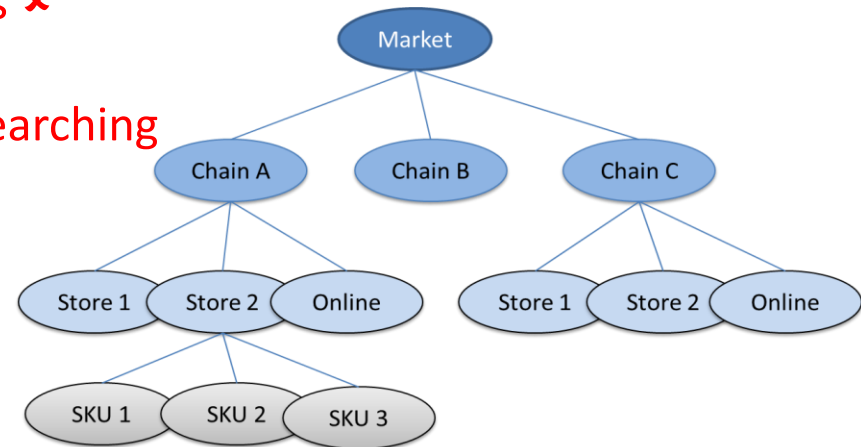 Market
Chain A Chain B Chain C
Store 1 Store 2 Online Store 1 Store 2 Online
SKU 1 SKU 2 SKU 3